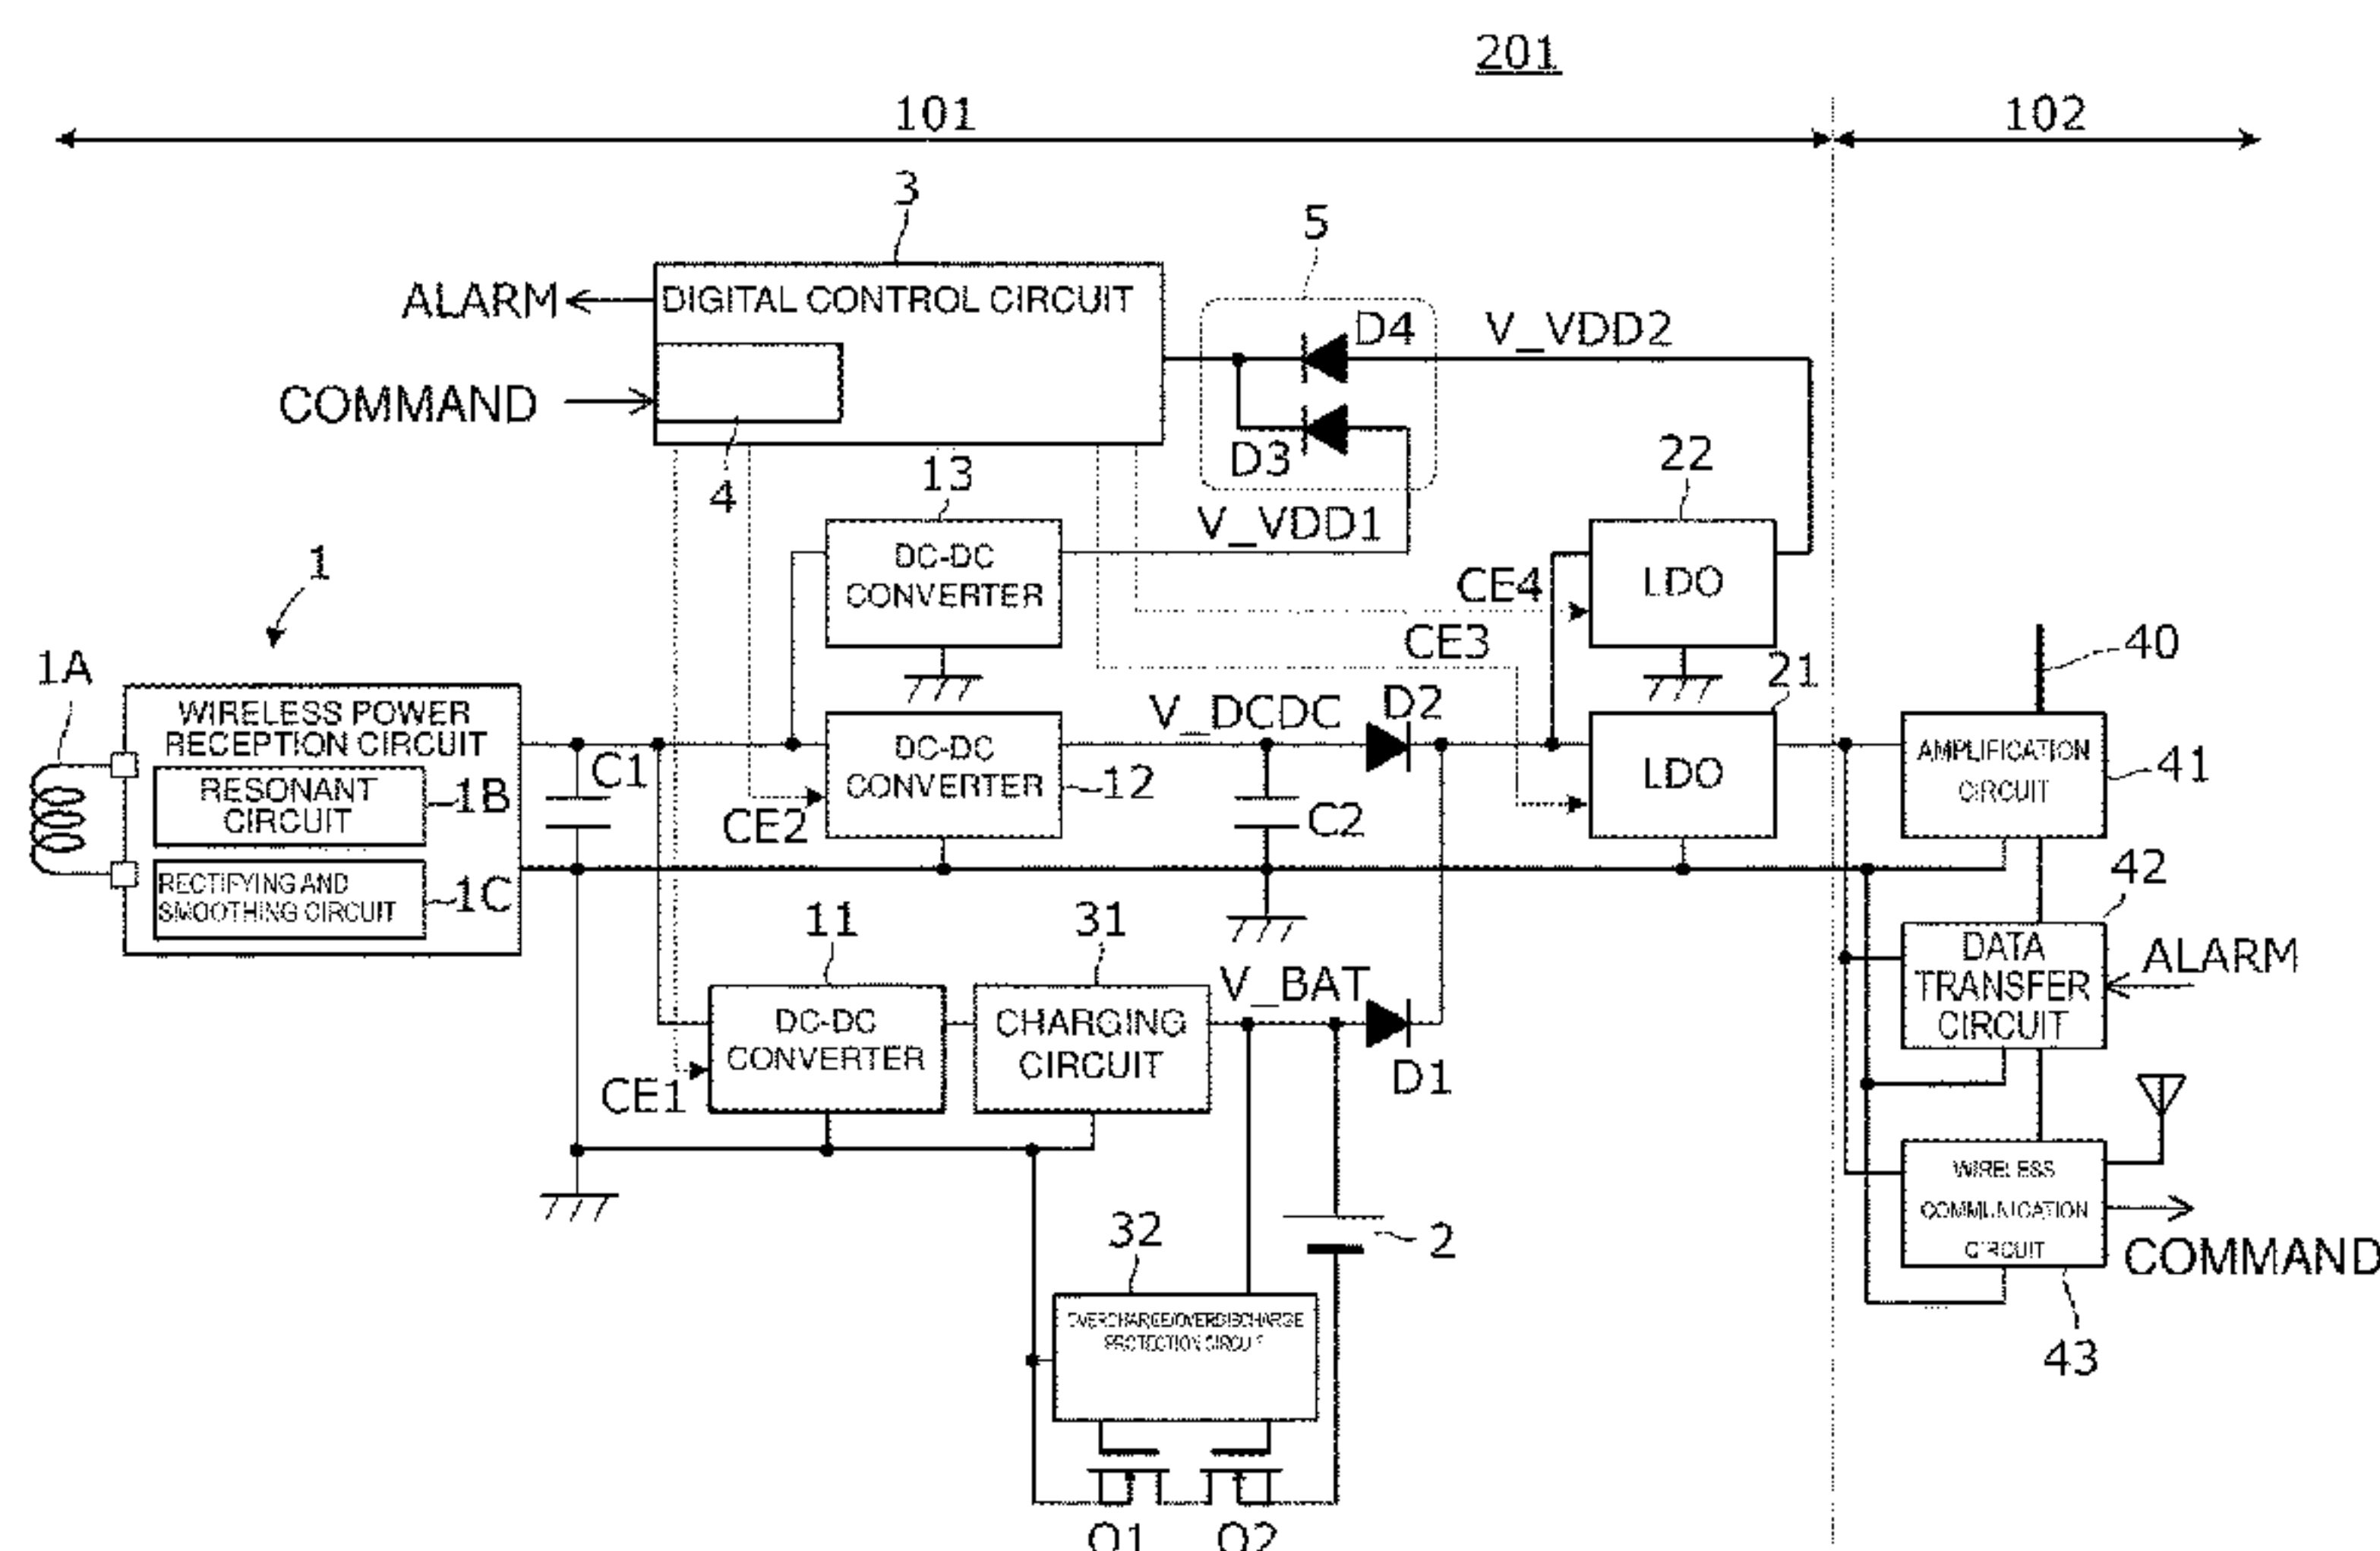 201
101
102
3
5
ALARM
DIGITAL CONTROL CIRCUIT
D4
V_VDD2
COMMAND
D3
4
13
22
V_VDD1
DC-DC
CONVERTER
LDO
CE4
CE3
1
1A
40
21
WIRELESS POWER
RECEPTION CIRCUIT
V_DCDC
D2
RESONANT
CIRCUIT
1B
C1
CE2
DC-DC
CONVERTER
12
C2
LDO
AMPLIFICATION
CIRCUIT
41
RECTIFYING AND
SMOOTHING CIRCUIT
1C
11
31
42
V_BAT
DATA
TRANSFER
CIRCUIT
ALARM
DC-DC
CONVERTER
CHARGING
CIRCUIT
CE1
D1
WIRELESS
COMMUNICATION
CIRCUIT
32
2
COMMAND
OVERCHARGE/OVERDISCHARGE
PROTECTION CIRCUIT
43
Q1
Q2